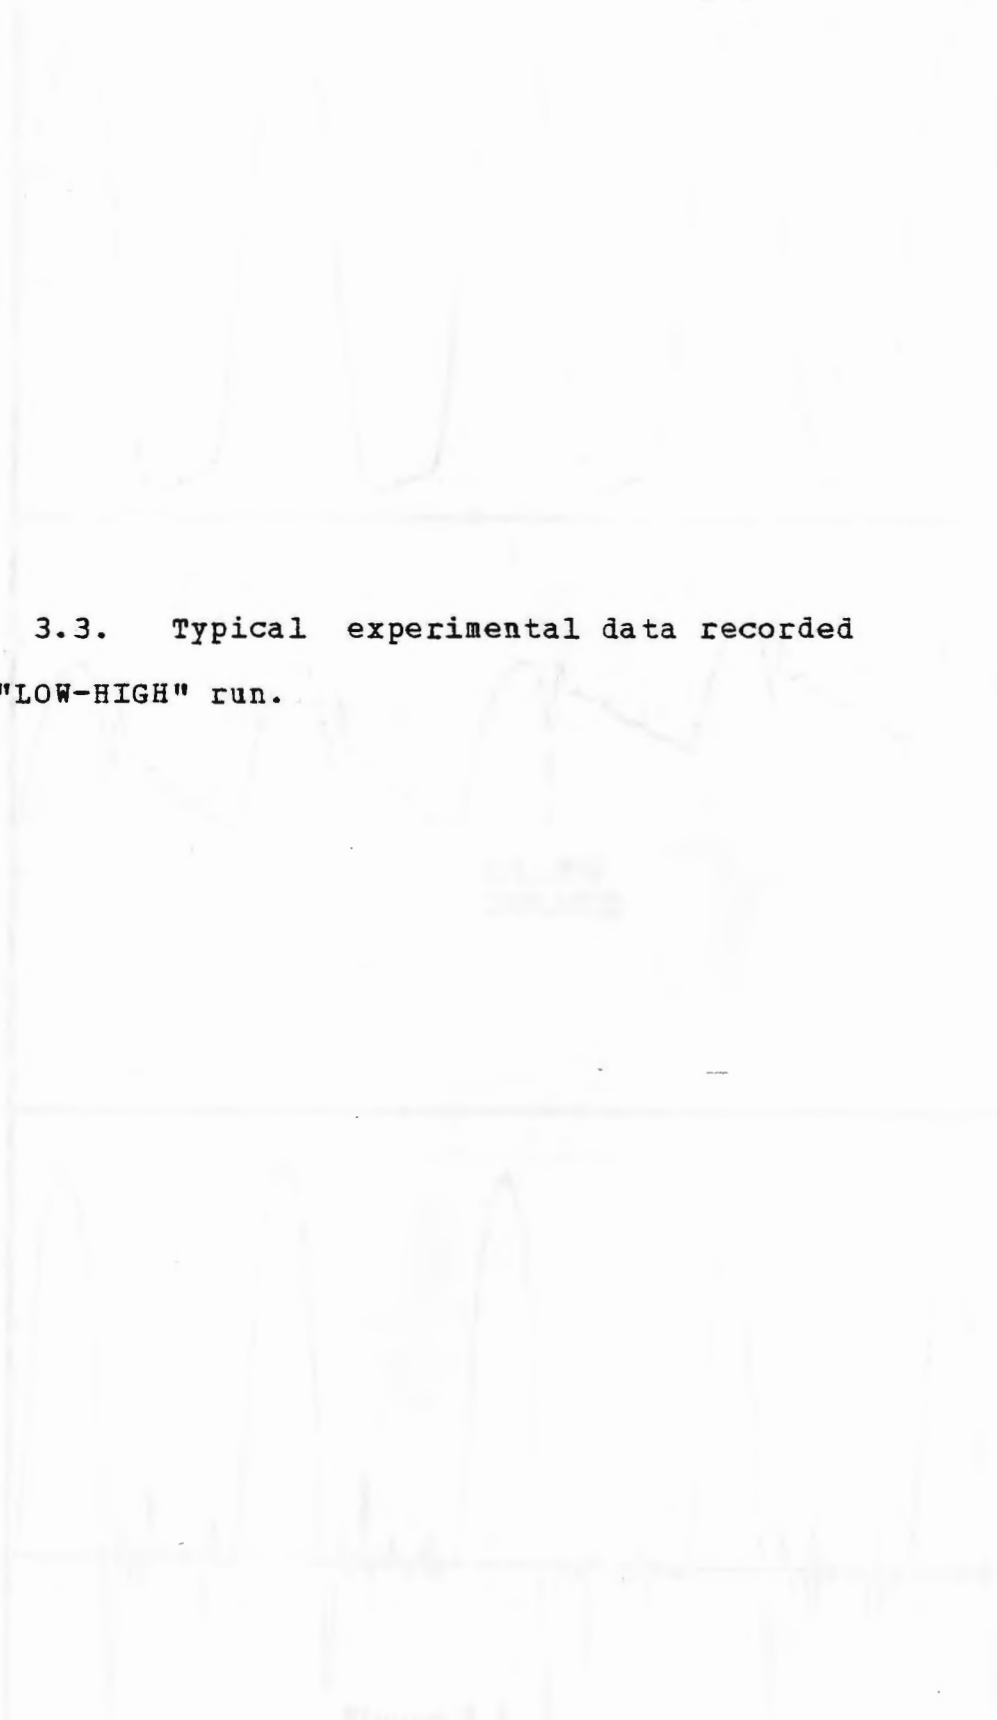 3.3. Typical experimental data recorded
"LOW-HIGH" run.